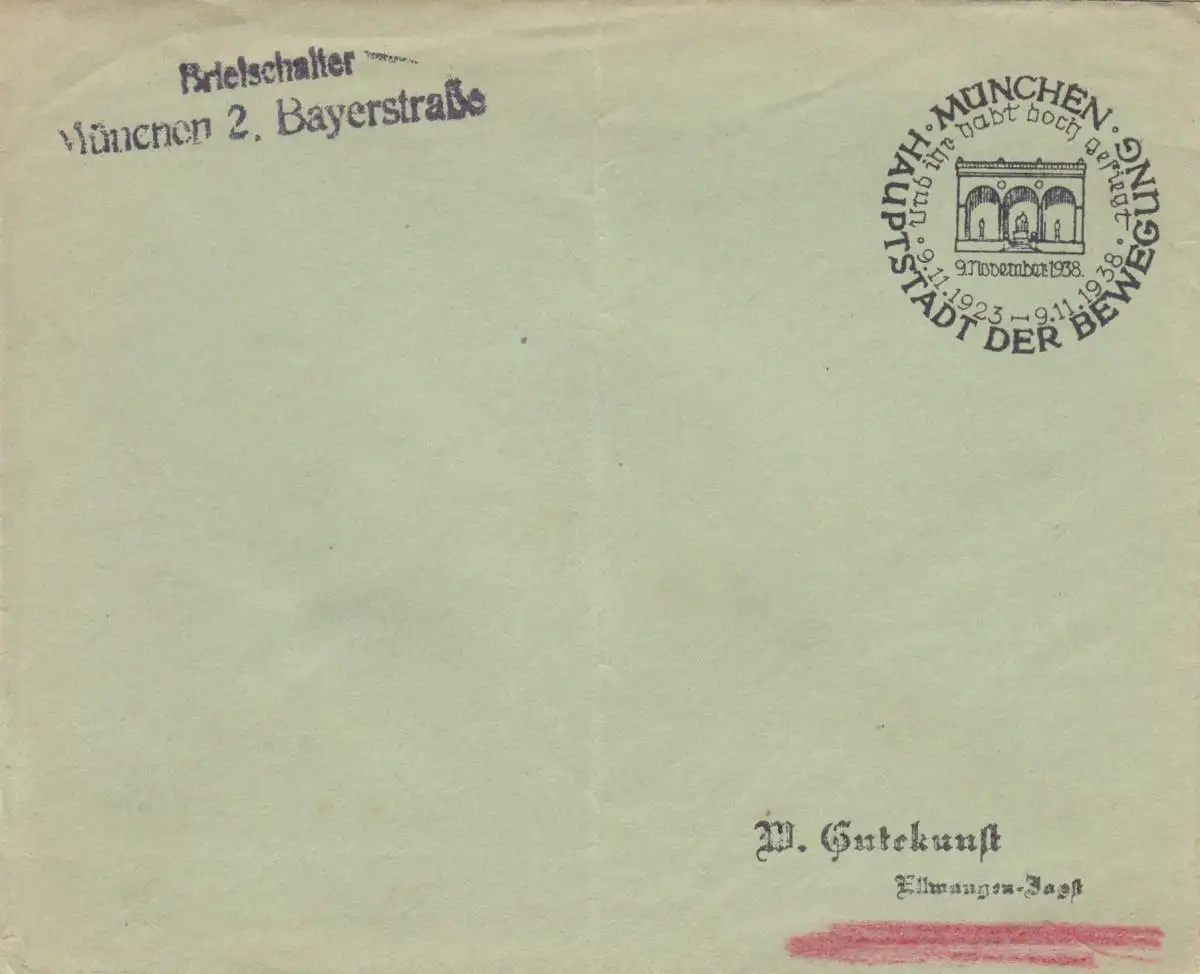 Briefschalter
München 2, Bayerstraße
MÜNCHEN · HAUPTSTADT DER BEWEGUNG ·
Und ihr habt doch gesiegt ·
9.11.1923 – 9.11.1938 ·
9. November 1938.
W. Gutekunst
Ellwangen-Jagst